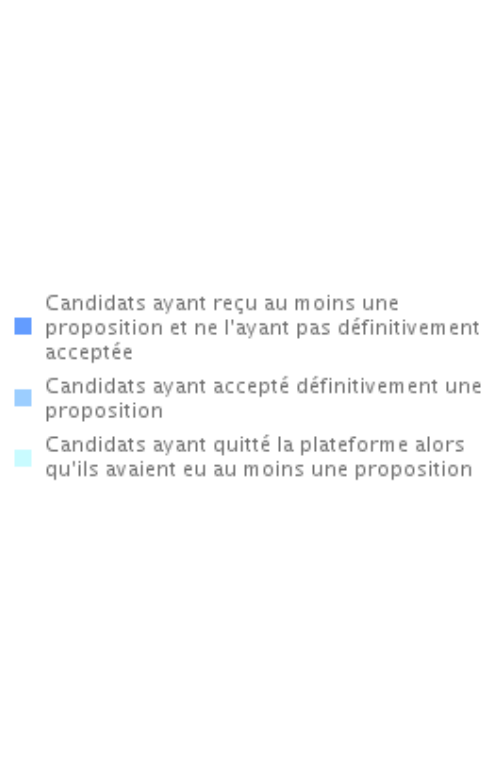 Candidats ayant reçu au moins une
proposition et ne l'ayant pas définitivement
acceptée
Candidats ayant accepté définitivement une
proposition
Candidats ayant quitté la plateforme alors
qu'ils avaient eu au moins une proposition